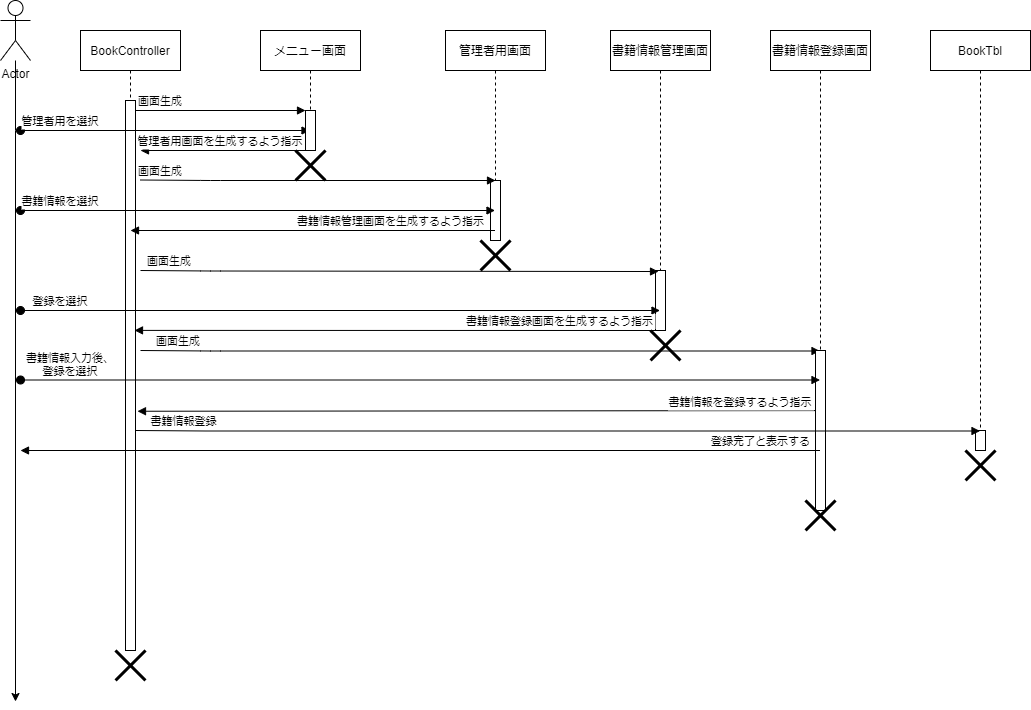 Actor
BookController
メニュー画面
管理者用画面
書籍情報管理画面
書籍情報登録画面
BookTbl
画面生成
管理者用を選択
管理者用画面を生成するよう指示
画面生成
書籍情報を選択
書籍情報管理画面を生成するよう指示
画面生成
登録を選択
書籍情報登録画面を生成するよう指示
画面生成
書籍情報入力後、
登録を選択
書籍情報を登録するよう指示
書籍情報登録
登録完了と表示する